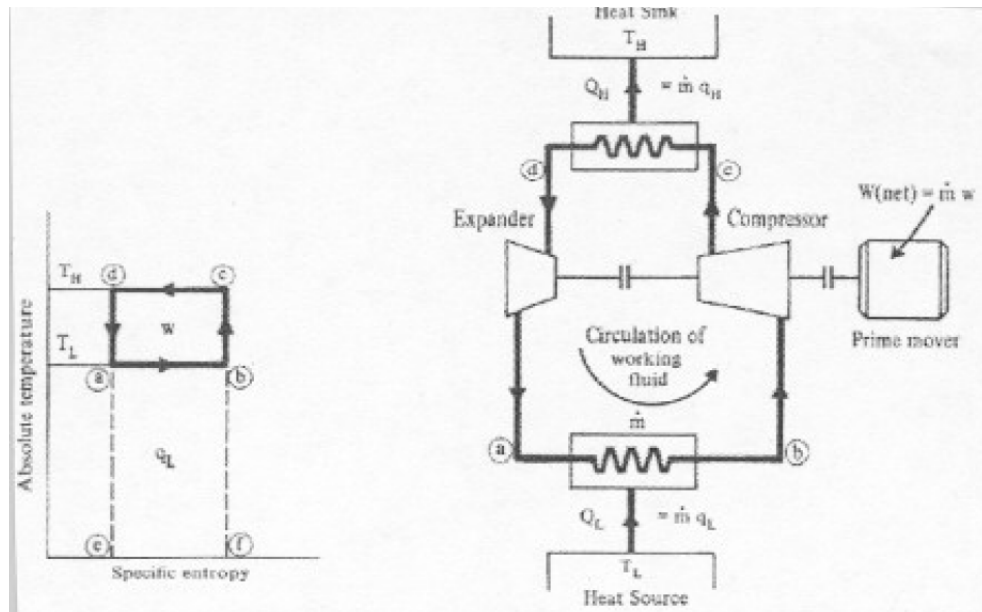 Heat Sink
T_H
Q_H = ṁ q_H
ⓓ
ⓒ
Expander
Compressor
W(net) = ṁ w
Prime mover
Circulation of
working
fluid
ṁ
ⓐ
ⓑ
Q_L = ṁ q_L
T_L
Heat Source
Absolute temperature
T_H
ⓓ
ⓒ
w
T_L
ⓐ
ⓑ
q_L
ⓔ
ⓕ
Specific entropy